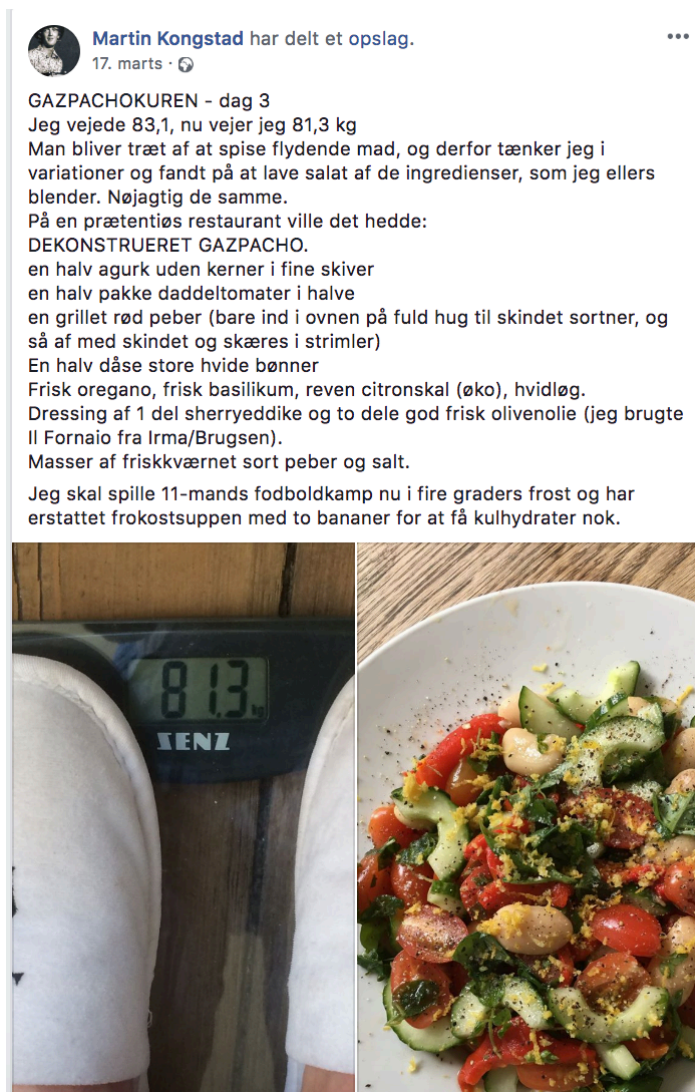 Martin Kongstad har delt et opslag.
17. marts ·
GAZPACHOKUREN - dag 3
Jeg vejede 83,1, nu vejer jeg 81,3 kg
Man bliver træt af at spise flydende mad, og derfor tænker jeg i
variationer og fandt på at lave salat af de ingredienser, som jeg ellers
blender. Nøjagtig de samme.
På en prætentiøs restaurant ville det hedde:
DEKONSTRUERET GAZPACHO.
en halv agurk uden kerner i fine skiver
en halv pakke daddeltomater i halve
en grillet rød peber (bare ind i ovnen på fuld hug til skindet sortner, og
så af med skindet og skæres i strimler)
En halv dåse store hvide bønner
Frisk oregano, frisk basilikum, reven citronskal (øko), hvidløg.
Dressing af 1 del sherryeddike og to dele god frisk olivenolie (jeg brugte
Il Fornaio fra Irma/Brugsen).
Masser af friskkværnet sort peber og salt.
Jeg skal spille 11-mands fodboldkamp nu i fire graders frost og har
erstattet frokostsuppen med to bananer for at få kulhydrater nok.
81.3 kg
SENZ